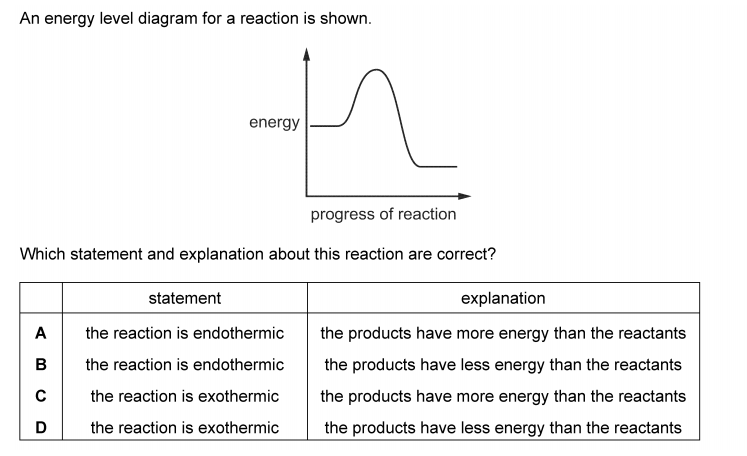 An energy level diagram for a reaction is shown.
energy
progress of reaction
Which statement and explanation about this reaction are correct?
statement explanation
A the reaction is endothermic the products have more energy than the reactants
B the reaction is endothermic the products have less energy than the reactants
C the reaction is exothermic the products have more energy than the reactants
D the reaction is exothermic the products have less energy than the reactants